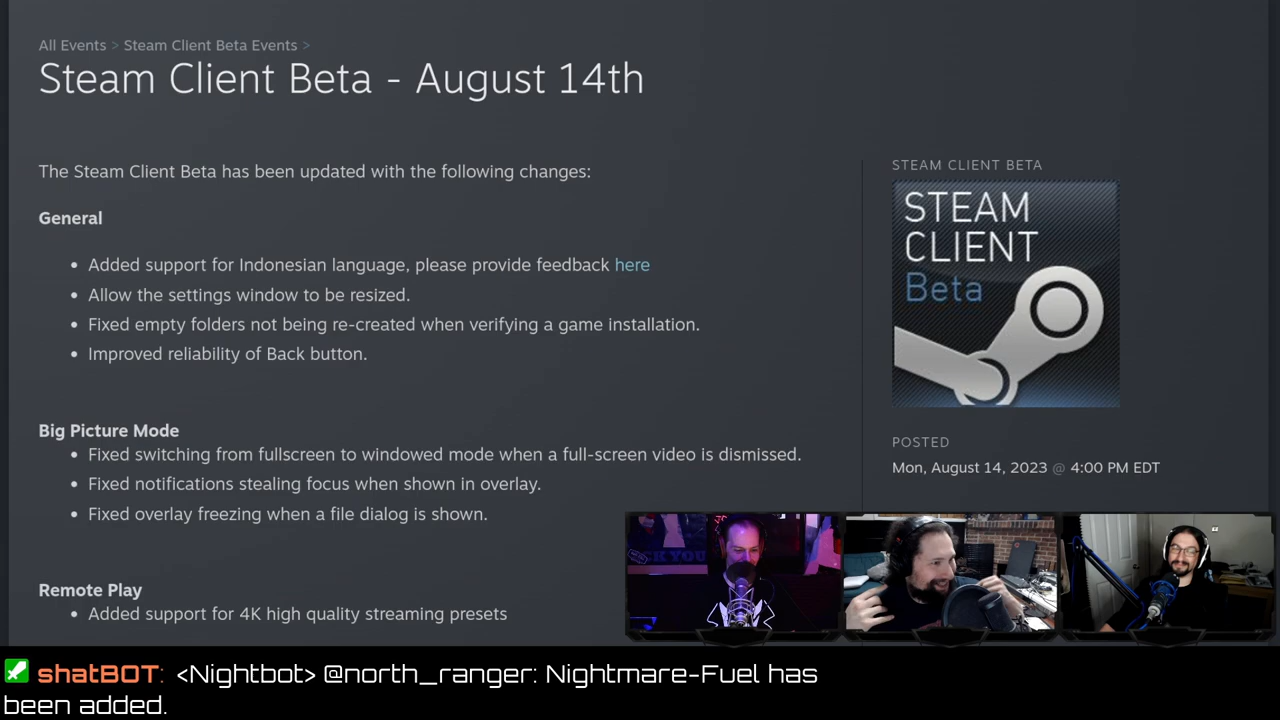 All Events > Steam Client Beta Events >
Steam Client Beta - August 14th
The Steam Client Beta has been updated with the following changes:
General
• Added support for Indonesian language, please provide feedback here
• Allow the settings window to be resized.
• Fixed empty folders not being re-created when verifying a game installation.
• Improved reliability of Back button.
Big Picture Mode
• Fixed switching from fullscreen to windowed mode when a full-screen video is dismissed.
• Fixed notifications stealing focus when shown in overlay.
• Fixed overlay freezing when a file dialog is shown.
Remote Play
• Added support for 4K high quality streaming presets
STEAM CLIENT BETA
STEAM
CLIENT
Beta
POSTED
Mon, August 14, 2023 @ 4:00 PM EDT
shatBOT: <Nightbot> @north_ranger: Nightmare-Fuel has
been added.